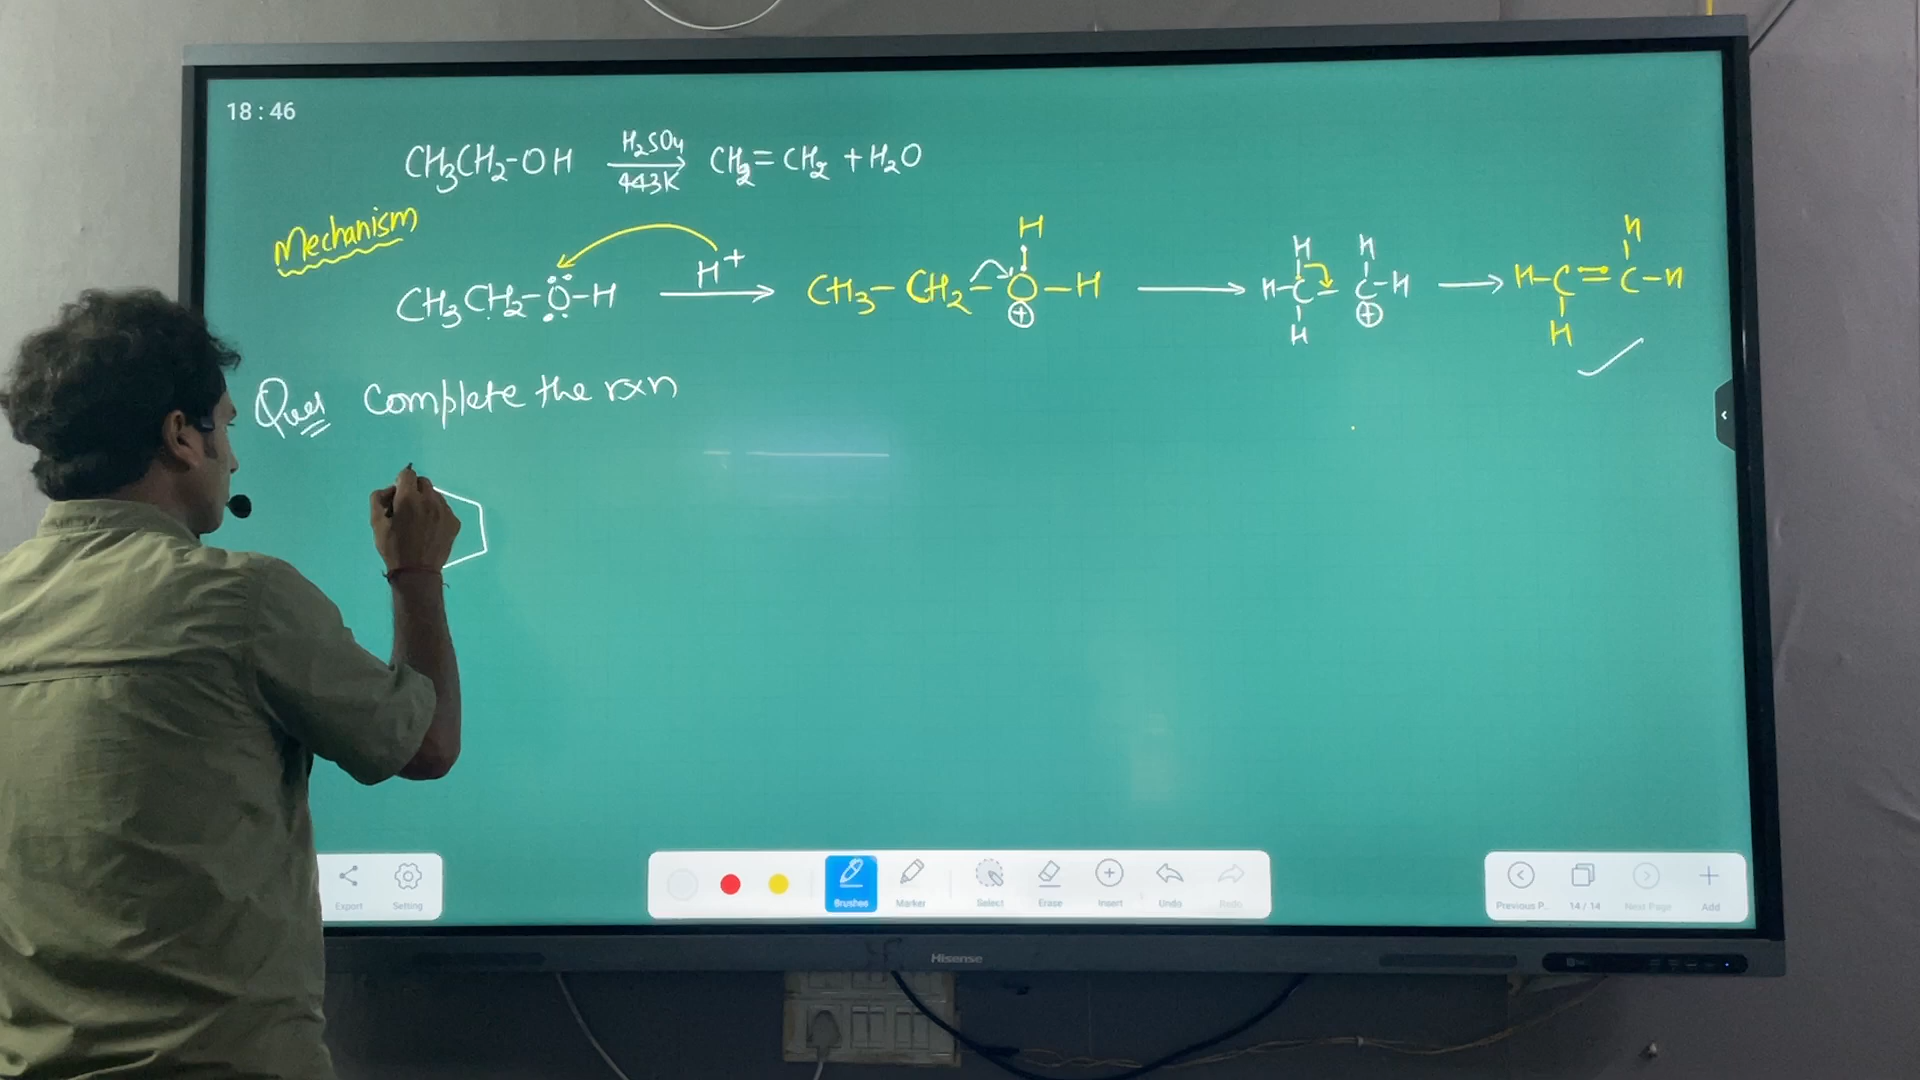 18:46
CH3CH2-OH H2SO4 443K CH2=CH2 + H2O
Mechanism
CH3CH2-Ö-H H+ CH3-CH2-O-H H ⊕ H H H-C-C-H H ⊕ H H-C=C-H H
Ques Complete the rxn
Export Setting Brushes Marker Select Erase Insert Undo Redo Previous P... 14/14 Next Page Add
Hisense